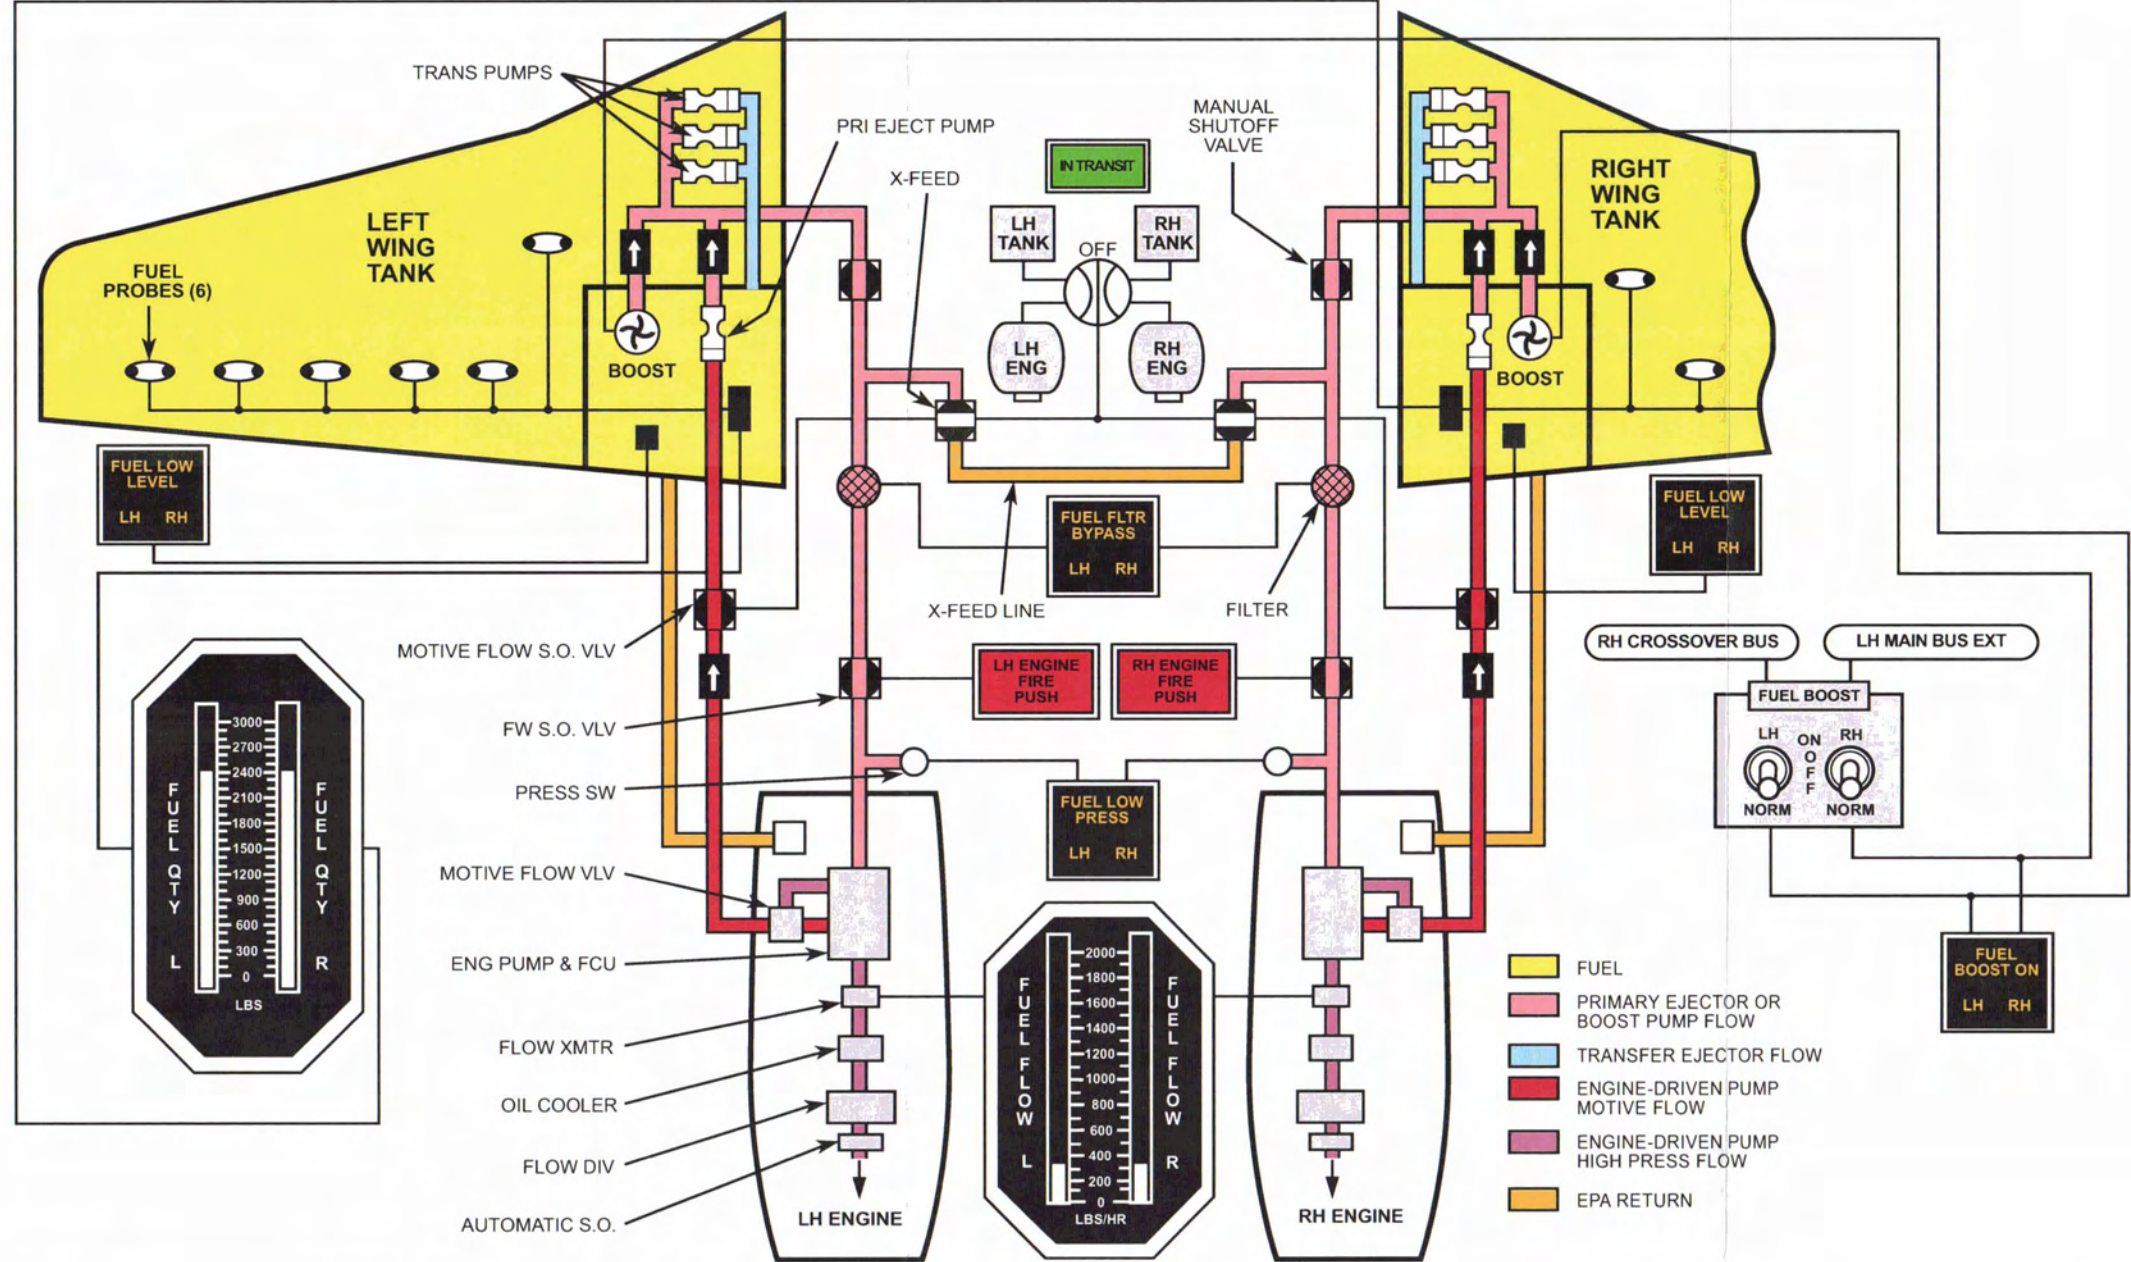 TRANS PUMPS
PRI EJECT PUMP
X-FEED
MANUAL
SHUTOFF
VALVE
IN TRANSIT
LEFT
WING
TANK
RIGHT
WING
TANK
FUEL
PROBES (6)
LH
TANK
OFF
RH
TANK
LH
ENG
RH
ENG
BOOST
BOOST
FUEL LOW
LEVEL
LH RH
FUEL FLTR
BYPASS
LH RH
FUEL LOW
LEVEL
LH RH
X-FEED LINE
FILTER
MOTIVE FLOW S.O. VLV
LH ENGINE
FIRE
PUSH
RH ENGINE
FIRE
PUSH
RH CROSSOVER BUS
LH MAIN BUS EXT
FUEL BOOST
LH
ON
OFF
RH
NORM
NORM
FW S.O. VLV
PRESS SW
FUEL LOW
PRESS
LH RH
MOTIVE FLOW VLV
ENG PUMP & FCU
FLOW XMTR
OIL COOLER
FLOW DIV
AUTOMATIC S.O.
FUEL QTY L
3000
2700
2400
2100
1800
1500
1200
900
600
300
0
LBS
FUEL QTY R
LH ENGINE
FUEL FLOW L
2000
1800
1600
1400
1200
1000
800
600
400
200
0
LBS/HR
FUEL FLOW R
RH ENGINE
FUEL
BOOST ON
LH RH
FUEL
PRIMARY EJECTOR OR
BOOST PUMP FLOW
TRANSFER EJECTOR FLOW
ENGINE-DRIVEN PUMP
MOTIVE FLOW
ENGINE-DRIVEN PUMP
HIGH PRESS FLOW
EPA RETURN